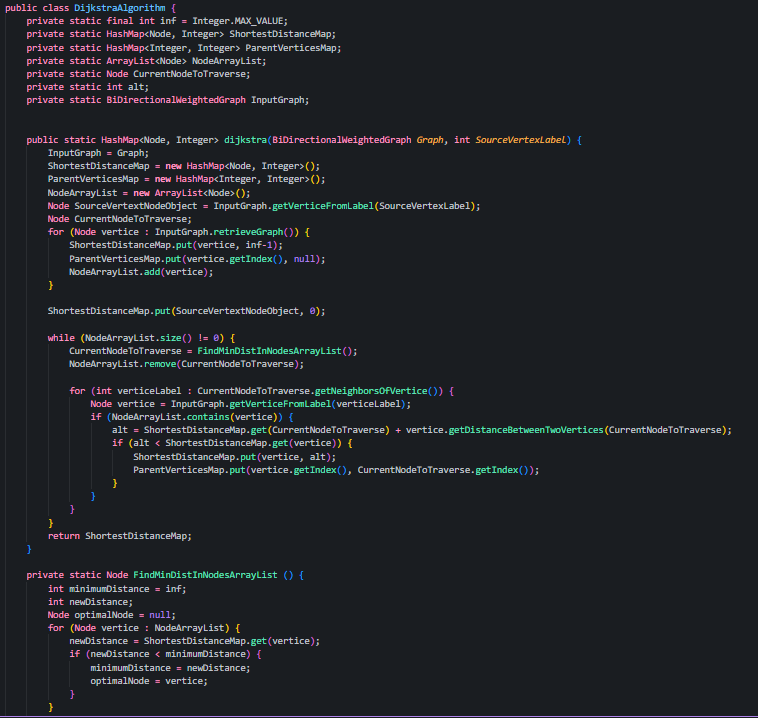 public class DijkstraAlgorithm {
    private static final int inf = Integer.MAX_VALUE;
    private static HashMap<Node, Integer> ShortestDistanceMap;
    private static HashMap<Integer, Integer> ParentVerticesMap;
    private static ArrayList<Node> NodeArrayList;
    private static Node CurrentNodeToTraverse;
    private static int alt;
    private static BiDirectionalWeightedGraph InputGraph;
    public static HashMap<Node, Integer> dijkstra(BiDirectionalWeightedGraph Graph, int SourceVertexLabel) {
        InputGraph = Graph;
        ShortestDistanceMap = new HashMap<Node, Integer>();
        ParentVerticesMap = new HashMap<Integer, Integer>();
        NodeArrayList = new ArrayList<Node>();
        Node SourceVertextNodeObject = InputGraph.getVerticeFromLabel(SourceVertexLabel);
        Node CurrentNodeToTraverse;
        for (Node vertice : InputGraph.retrieveGraph()) {
            ShortestDistanceMap.put(vertice, inf-1);
            ParentVerticesMap.put(vertice.getIndex(), null);
            NodeArrayList.add(vertice);
        }
        ShortestDistanceMap.put(SourceVertextNodeObject, 0);
        while (NodeArrayList.size() != 0) {
            CurrentNodeToTraverse = FindMinDistInNodesArrayList();
            NodeArrayList.remove(CurrentNodeToTraverse);
            for (int verticeLabel : CurrentNodeToTraverse.getNeighborsOfVertice()) {
                Node vertice = InputGraph.getVerticeFromLabel(verticeLabel);
                if (NodeArrayList.contains(vertice)) {
                    alt = ShortestDistanceMap.get(CurrentNodeToTraverse) + vertice.getDistanceBetweenTwoVertices(CurrentNodeToTraverse);
                    if (alt < ShortestDistanceMap.get(vertice)) {
                        ShortestDistanceMap.put(vertice, alt);
                        ParentVerticesMap.put(vertice.getIndex(), CurrentNodeToTraverse.getIndex());
                    }
                }
            }
        }
        return ShortestDistanceMap;
    }
    private static Node FindMinDistInNodesArrayList () {
        int minimumDistance = inf;
        int newDistance;
        Node optimalNode = null;
        for (Node vertice : NodeArrayList) {
            newDistance = ShortestDistanceMap.get(vertice);
            if (newDistance < minimumDistance) {
                minimumDistance = newDistance;
                optimalNode = vertice;
            }
        }